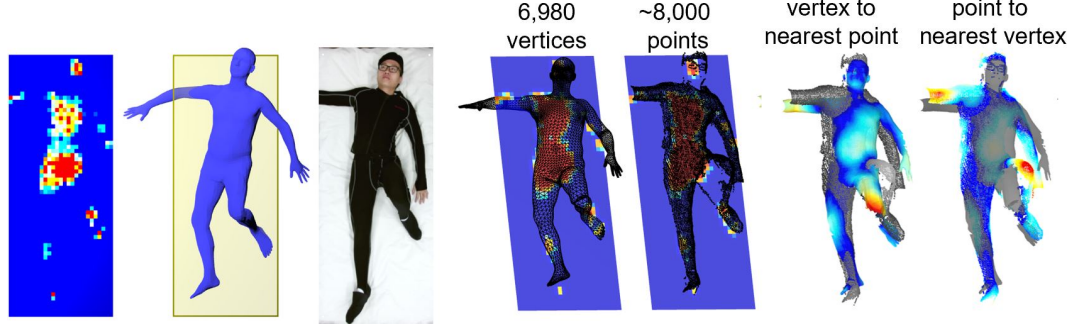 6,980
vertices
~8,000
points
vertex to
nearest point
point to
nearest vertex